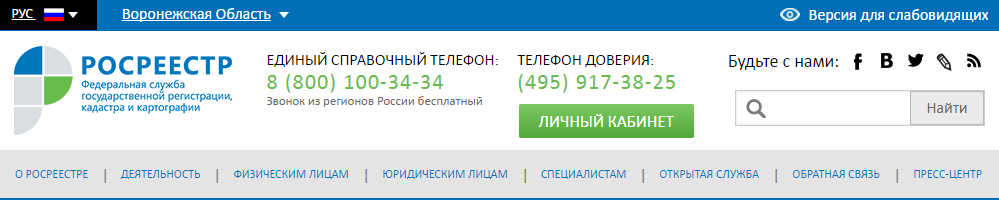 РУС
Воронежская Область
Версия для слабовидящих
РОСРЕЕСТР
Федеральная служба
государственной регистрации,
кадастра и картографии
ЕДИНЫЙ СПРАВОЧНЫЙ ТЕЛЕФОН:
8 (800) 100-34-34
Звонок из регионов России бесплатный
ТЕЛЕФОН ДОВЕРИЯ:
(495) 917-38-25
ЛИЧНЫЙ КАБИНЕТ
Будьте с нами:
Найти
О РОСРЕЕСТРЕ | ДЕЯТЕЛЬНОСТЬ | ФИЗИЧЕСКИМ ЛИЦАМ | ЮРИДИЧЕСКИМ ЛИЦАМ | СПЕЦИАЛИСТАМ | ОТКРЫТАЯ СЛУЖБА | ОБРАТНАЯ СВЯЗЬ | ПРЕСС-ЦЕНТР